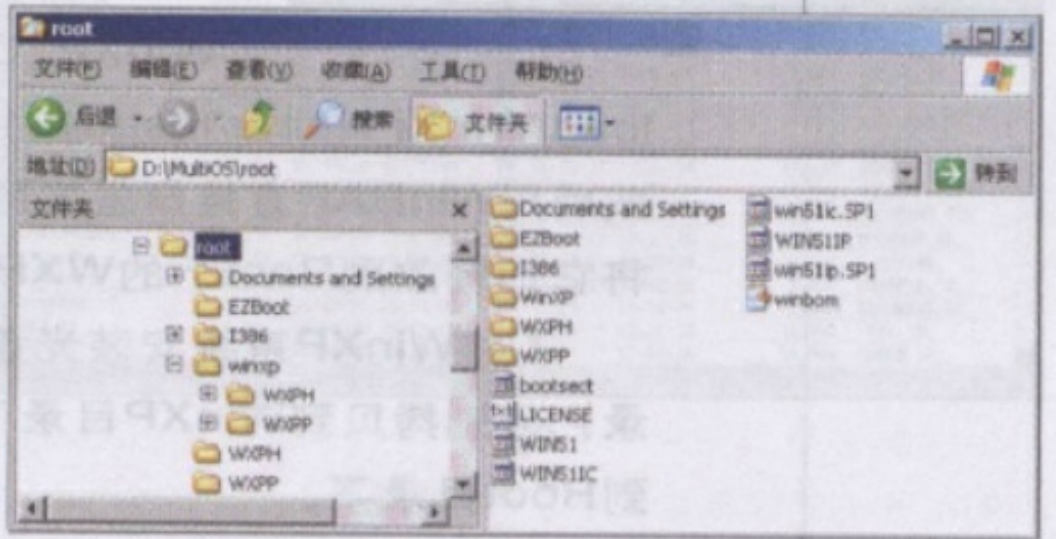 root
文件(F) 编辑(E) 查看(V) 收藏(A) 工具(T) 帮助(H)
后退 搜索 文件夹
地址(D) D:\MultiOS\root 转到
文件夹
root
Documents and Settings
EZBoot
I386
winxp
WXPH
WXPP
WXPH
WXPP
Documents and Settings
EZBoot
I386
WinXP
WXPH
WXPP
bootsect
LICENSE
WIN51
WIN51IC
win51ic.SP1
WIN51IP
win51ip.SP1
winbom